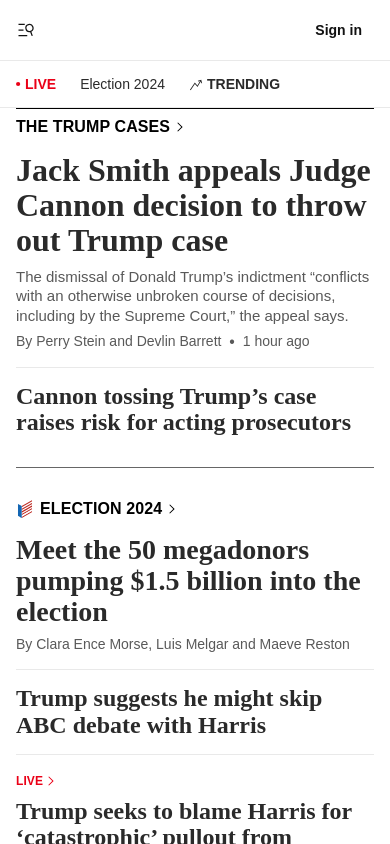 Sign in
LIVE
Election 2024
TRENDING
THE TRUMP CASES
Jack Smith appeals Judge
Cannon decision to throw
out Trump case
The dismissal of Donald Trump’s indictment “conflicts
with an otherwise unbroken course of decisions,
including by the Supreme Court,” the appeal says.
By Perry Stein and Devlin Barrett • 1 hour ago
Cannon tossing Trump’s case
raises risk for acting prosecutors
ELECTION 2024
Meet the 50 megadonors
pumping $1.5 billion into the
election
By Clara Ence Morse, Luis Melgar and Maeve Reston
Trump suggests he might skip
ABC debate with Harris
LIVE
Trump seeks to blame Harris for
‘catastrophic’ pullout from